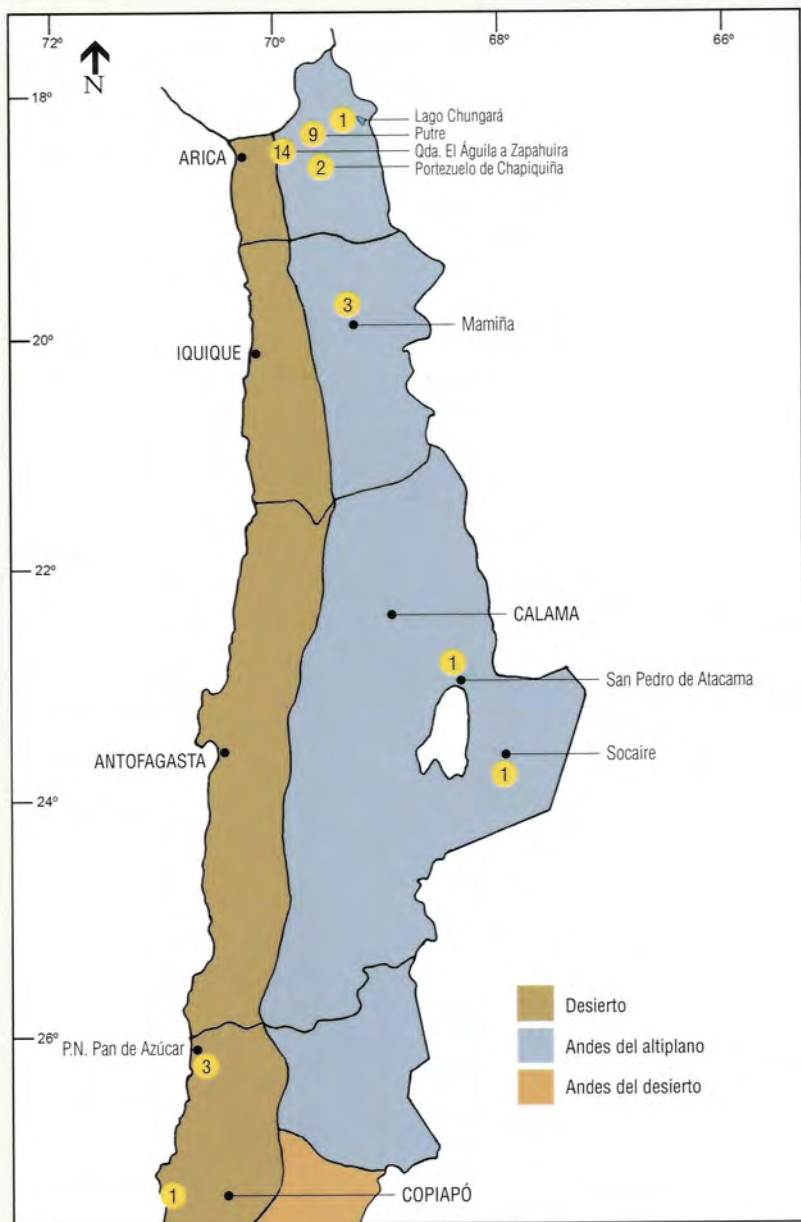 72º
70º
68º
66º
N
18º
1
Lago Chungará
9
Putre
ARICA
14
Qda. El Águila a Zapahuira
2
Portezuelo de Chapiquiña
3
Mamiña
20º
IQUIQUE
22º
CALAMA
1
San Pedro de Atacama
ANTOFAGASTA
Socaire
1
24º
Desierto
26º
P.N. Pan de Azúcar
Andes del altiplano
3
Andes del desierto
1
COPIAPÓ